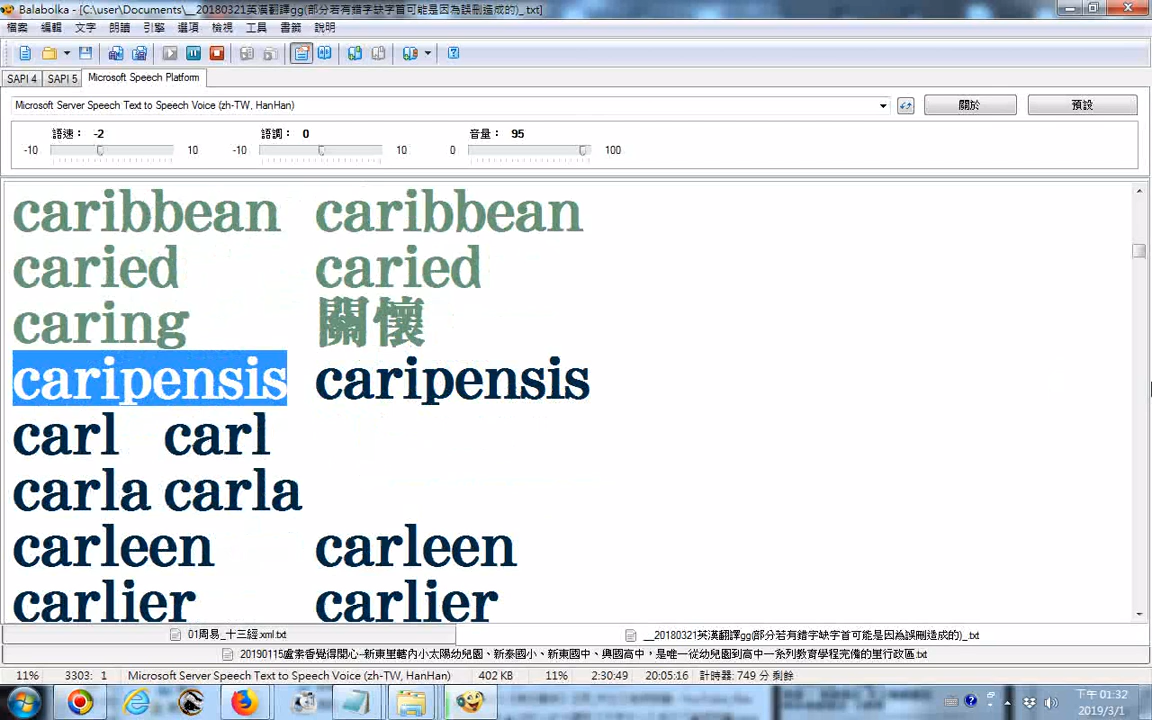 Balabolka - [C:\user\Documents\__20180321英漢翻譯gg(部分若有錯字缺字首可能是因為誤刪造成的)_.txt]
檔案 編輯 文字 朗讀 引擎 選項 檢視 工具 書籤 說明
SAPI 4 SAPI 5 Microsoft Speech Platform
Microsoft Server Speech Text to Speech Voice (zh-TW, HanHan) 關於 預設
語速： -2 語調： 0 音量： 95
-10 10 -10 10 0 100
caribbean caribbean
caried caried
caring 關懷
caripensis caripensis
carl carl
carla carla
carleen carleen
carlier carlier
01周易_十三經.xml.txt __20180321英漢翻譯gg(部分若有錯字缺字首可能是因為誤刪造成的)_.txt
20190115盧素香覺得開心--新東里轄內小太陽幼兒園、新泰國小、新東國中、興國高中，是唯一從幼兒園到高中一系列教育學程完備的里行政區.txt
11% 3303: 1 Microsoft Server Speech Text to Speech Voice (zh-TW, HanHan) 402 KB 11% 2:30:49 20:05:16 計時器: 749 分 剩餘
下午 01:32
2019/3/1